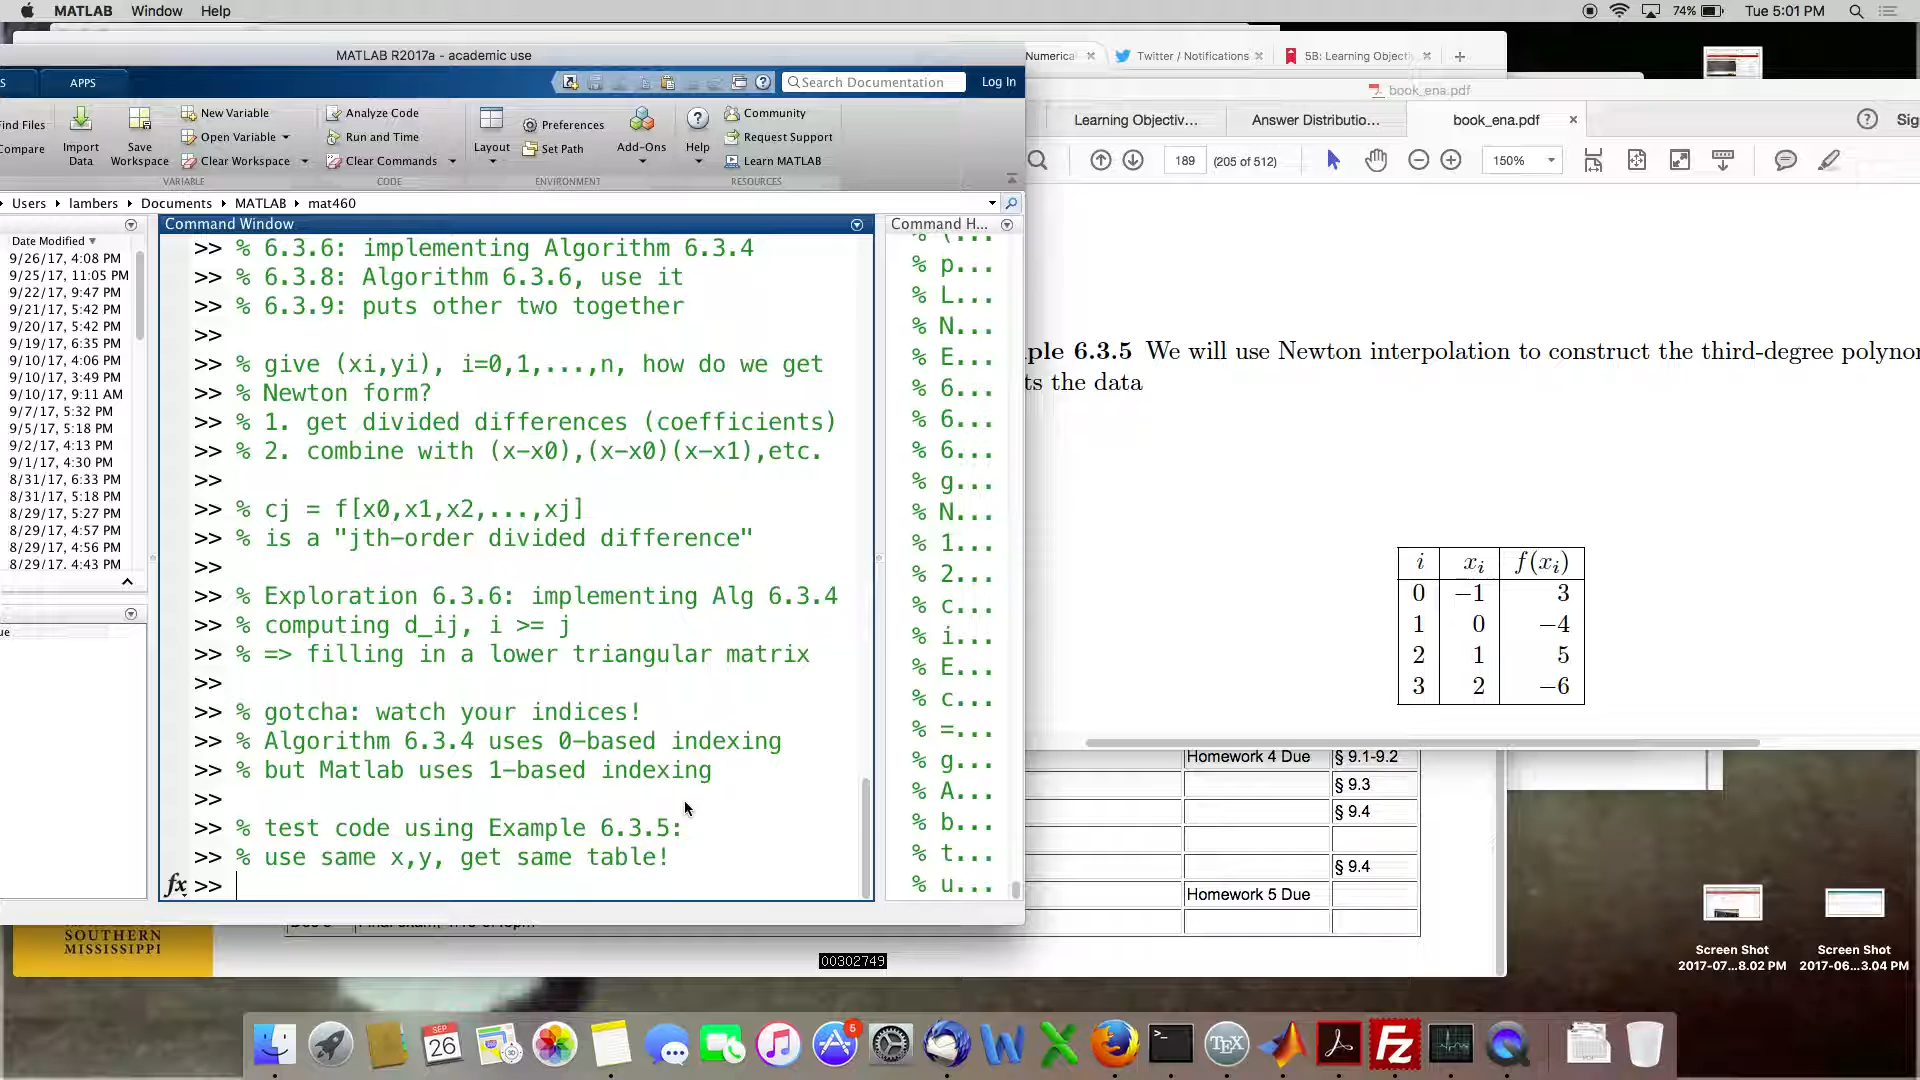 MATLAB Window Help
74% Tue 5:01 PM
MATLAB R2017a - academic use
APPS
Search Documentation
Log In
Find Files
Compare
Import Data
Save Workspace
New Variable
Open Variable
Clear Workspace
VARIABLE
Analyze Code
Run and Time
Clear Commands
CODE
Layout
Preferences
Set Path
ENVIRONMENT
Add-Ons
Help
Community
Request Support
Learn MATLAB
RESOURCES
Users lambers Documents MATLAB mat460
Date Modified
9/26/17, 4:08 PM
9/25/17, 11:05 PM
9/22/17, 9:47 PM
9/21/17, 5:42 PM
9/20/17, 5:42 PM
9/19/17, 6:35 PM
9/10/17, 4:06 PM
9/10/17, 3:49 PM
9/10/17, 9:11 AM
9/7/17, 5:32 PM
9/5/17, 5:18 PM
9/2/17, 4:13 PM
9/1/17, 4:30 PM
8/31/17, 6:33 PM
8/31/17, 5:18 PM
8/29/17, 5:27 PM
8/29/17, 4:57 PM
8/29/17, 4:56 PM
8/29/17, 4:43 PM
Command Window
>> % 6.3.6: implementing Algorithm 6.3.4
>> % 6.3.8: Algorithm 6.3.6, use it
>> % 6.3.9: puts other two together
>>
>> % give (xi,yi), i=0,1,...,n, how do we get
>> % Newton form?
>> % 1. get divided differences (coefficients)
>> % 2. combine with (x-x0),(x-x0)(x-x1),etc.
>>
>> % cj = f[x0,x1,x2,...,xj]
>> % is a "jth-order divided difference"
>>
>> % Exploration 6.3.6: implementing Alg 6.3.4
>> % computing d_ij, i >= j
>> % => filling in a lower triangular matrix
>>
>> % gotcha: watch your indices!
>> % Algorithm 6.3.4 uses 0-based indexing
>> % but Matlab uses 1-based indexing
>>
>> % test code using Example 6.3.5:
>> % use same x,y, get same table!
fx >>
Command H...
% (...
% p...
% L...
% N...
% E...
% 6...
% 6...
% 6...
% g...
% N...
% 1...
% 2...
% c...
% i...
% E...
% c...
% =...
% g...
% A...
% b...
% t...
% u...
Numerical
Twitter / Notifications
5B: Learning Objecti
book_ena.pdf
Learning Objectiv...
Answer Distributio...
book_ena.pdf
Sig
189 (205 of 512)
150%
ple 6.3.5 We will use Newton interpolation to construct the third-degree polynom
ts the data
i xi f(xi)
0 −1 3
1 0 −4
2 1 5
3 2 −6
Homework 4 Due § 9.1-9.2
§ 9.3
§ 9.4
§ 9.4
Homework 5 Due
SOUTHERN
MISSISSIPPI
00302749
Screen Shot
2017-07...8.02 PM
Screen Shot
2017-06...3.04 PM
SEP
26
5
TEX